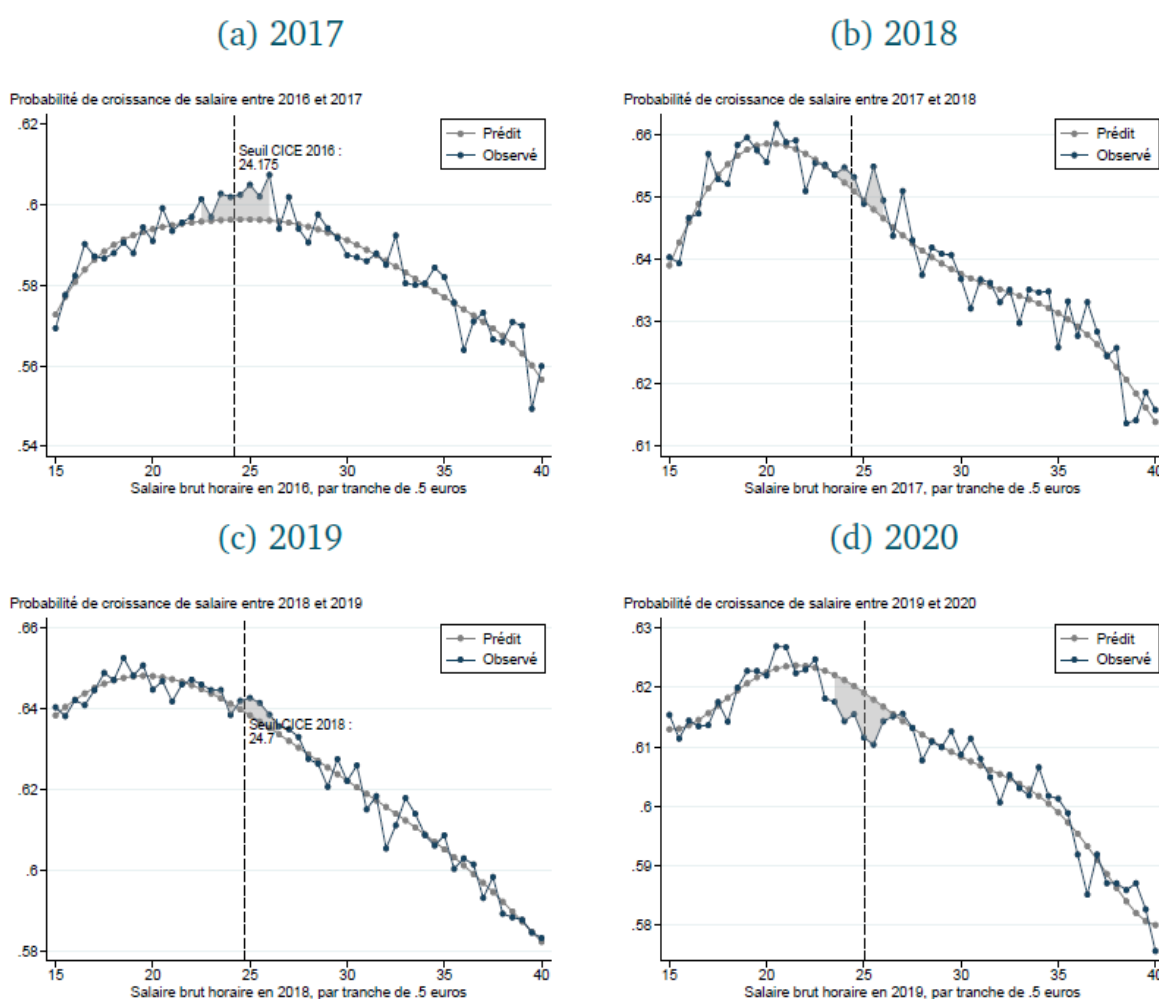 (a) 2017
Probabilité de croissance de salaire entre 2016 et 2017
.62
.6
.58
.56
.54
Prédit
Observé
Seuil CICE 2016 :
24.175
15 20 25 30 35 40
Salaire brut horaire en 2016, par tranche de .5 euros
(b) 2018
Probabilité de croissance de salaire entre 2017 et 2018
.66
.65
.64
.63
.62
.61
Prédit
Observé
15 20 25 30 35 40
Salaire brut horaire en 2017, par tranche de .5 euros
(c) 2019
Probabilité de croissance de salaire entre 2018 et 2019
.66
.64
.62
.6
.58
Prédit
Observé
Seuil CICE 2018 :
24.7
15 20 25 30 35 40
Salaire brut horaire en 2018, par tranche de .5 euros
(d) 2020
Probabilité de croissance de salaire entre 2019 et 2020
.63
.62
.61
.6
.59
.58
Prédit
Observé
15 20 25 30 35 40
Salaire brut horaire en 2019, par tranche de .5 euros